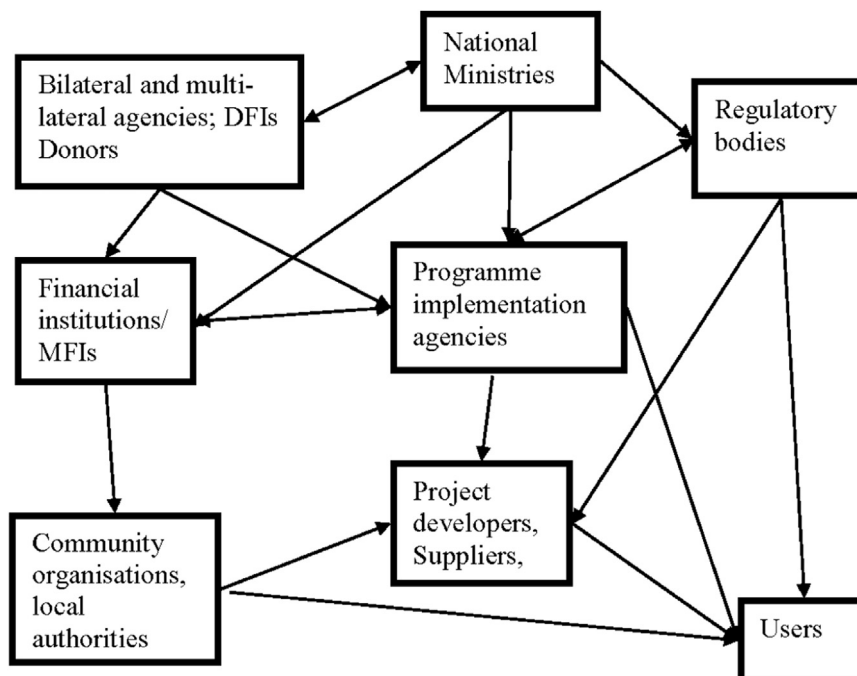 National
Ministries
Bilateral and multi-
lateral agencies; DFIs
Donors
Regulatory
bodies
Financial
institutions/
MFIs
Programme
implementation
agencies
Project
developers,
Suppliers,
Community
organisations,
local
authorities
Users